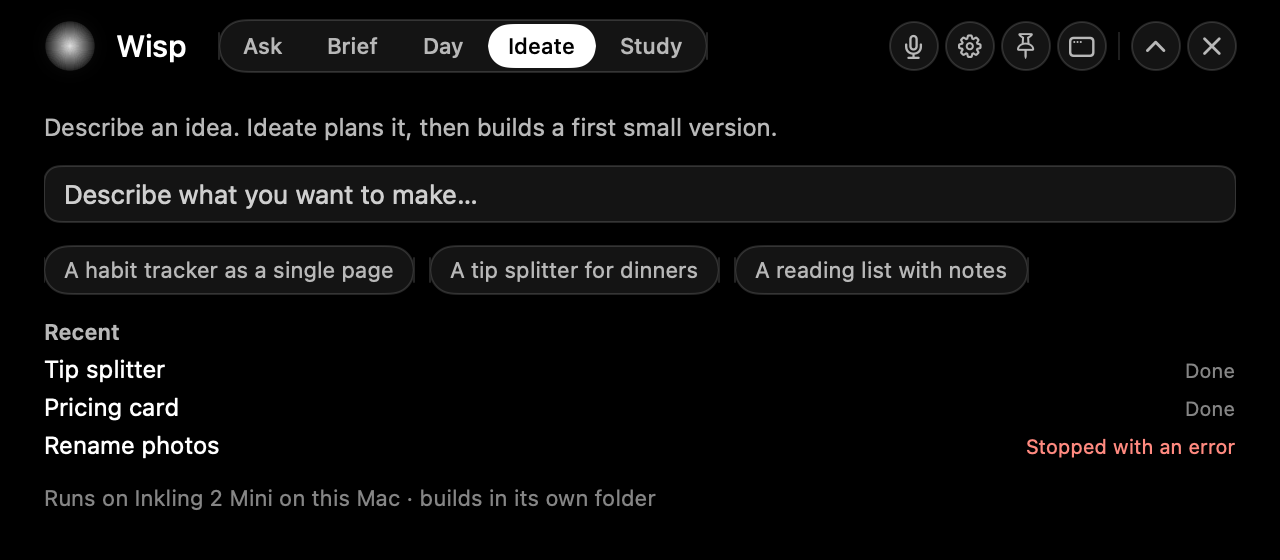 Wisp Ask Brief Day Ideate Study
Describe an idea. Ideate plans it, then builds a first small version.
Describe what you want to make...
A habit tracker as a single page A tip splitter for dinners A reading list with notes
Recent
Tip splitter Done
Pricing card Done
Rename photos Stopped with an error
Runs on Inkling 2 Mini on this Mac · builds in its own folder